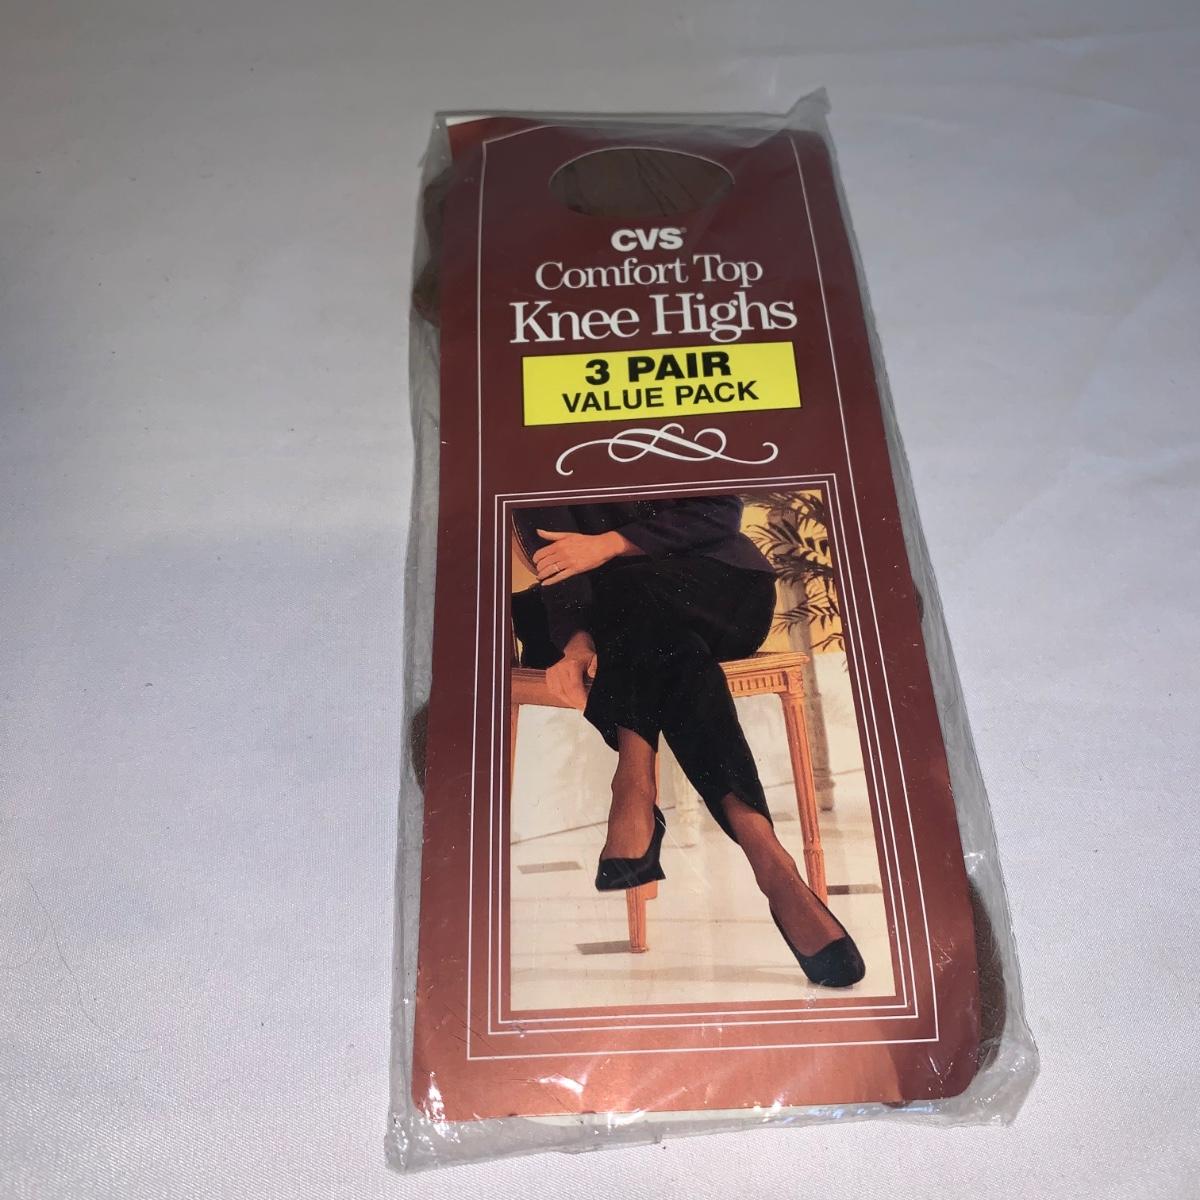 CVS®
Comfort Top
Knee Highs
3 PAIR
VALUE PACK